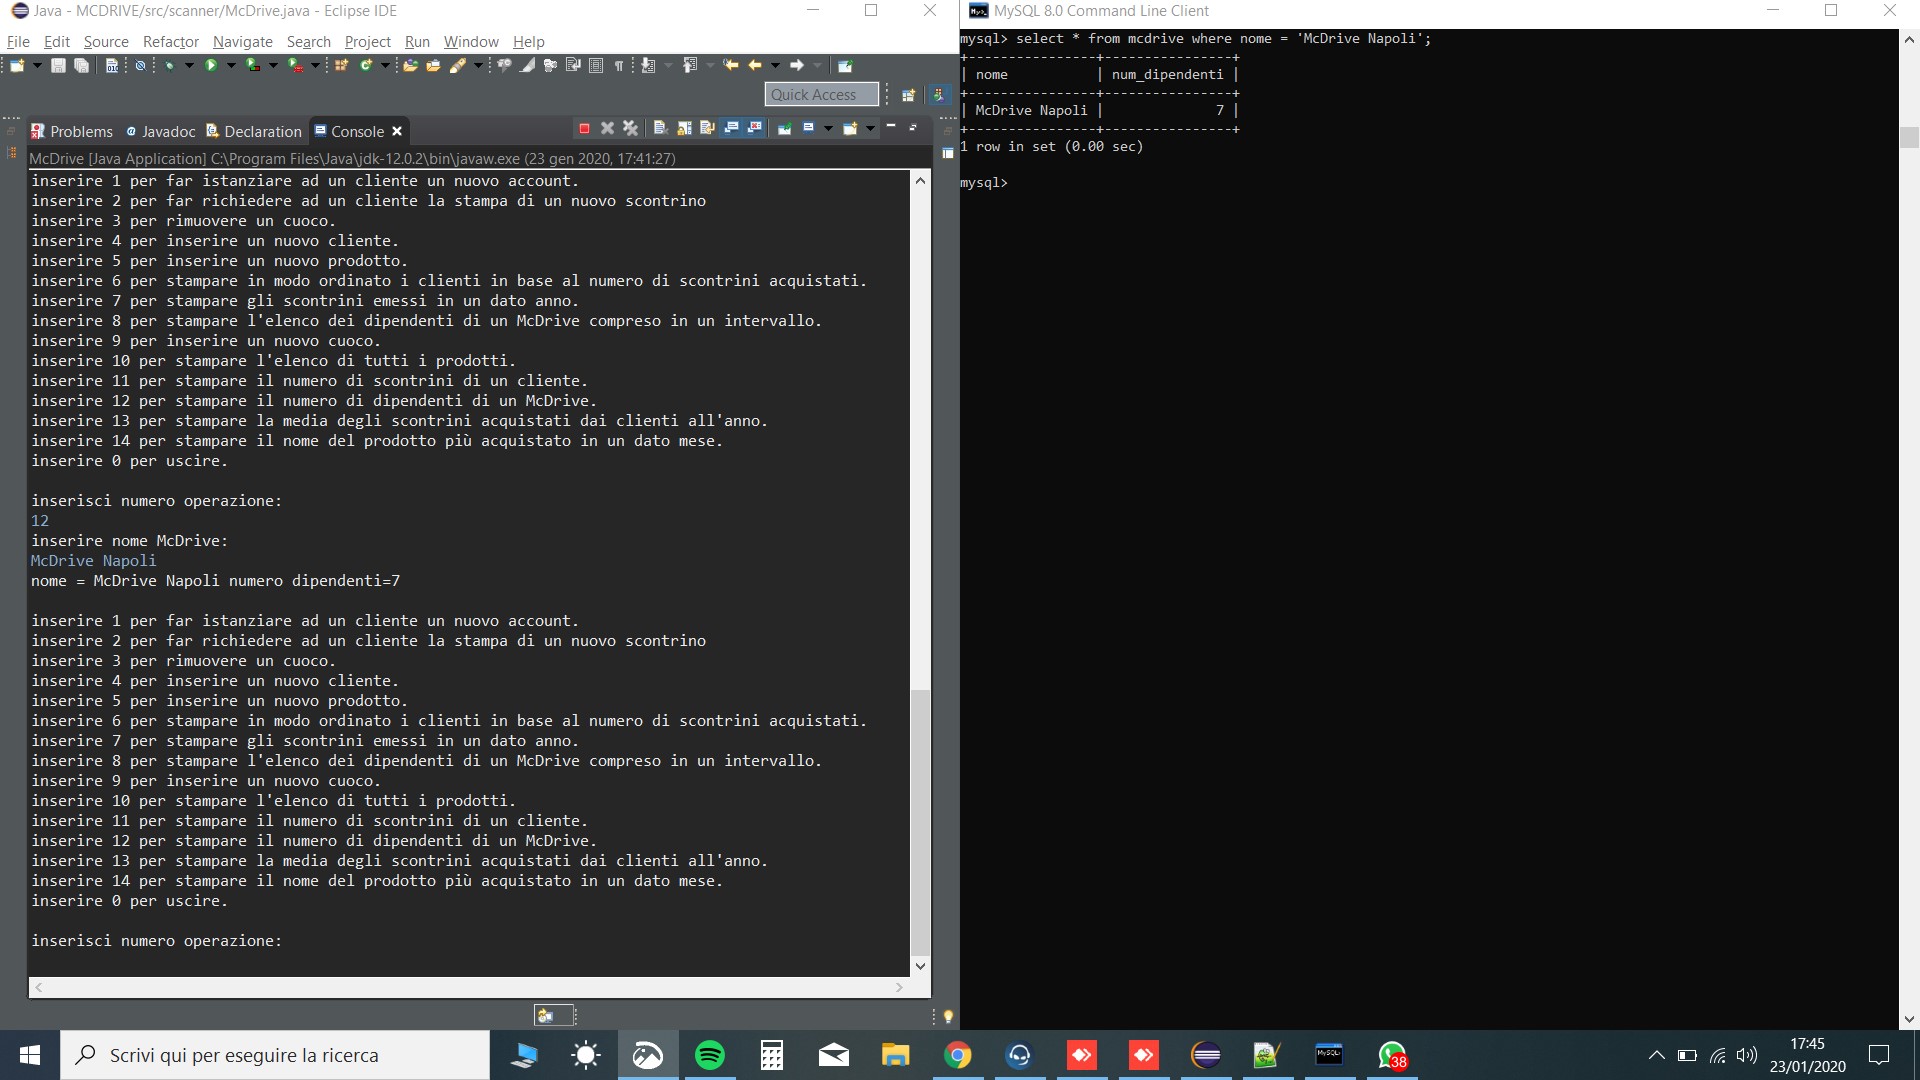 Java - MCDRIVE/src/scanner/McDrive.java - Eclipse IDE
File Edit Source Refactor Navigate Search Project Run Window Help
Quick Access
Problems Javadoc Declaration Console
McDrive [Java Application] C:\Program Files\Java\jdk-12.0.2\bin\javaw.exe (23 gen 2020, 17:41:27)
inserire 1 per far istanziare ad un cliente un nuovo account.
inserire 2 per far richiedere ad un cliente la stampa di un nuovo scontrino
inserire 3 per rimuovere un cuoco.
inserire 4 per inserire un nuovo cliente.
inserire 5 per inserire un nuovo prodotto.
inserire 6 per stampare in modo ordinato i clienti in base al numero di scontrini acquistati.
inserire 7 per stampare gli scontrini emessi in un dato anno.
inserire 8 per stampare l'elenco dei dipendenti di un McDrive compreso in un intervallo.
inserire 9 per inserire un nuovo cuoco.
inserire 10 per stampare l'elenco di tutti i prodotti.
inserire 11 per stampare il numero di scontrini di un cliente.
inserire 12 per stampare il numero di dipendenti di un McDrive.
inserire 13 per stampare la media degli scontrini acquistati dai clienti all'anno.
inserire 14 per stampare il nome del prodotto più acquistato in un dato mese.
inserire 0 per uscire.
inserisci numero operazione:
12
inserire nome McDrive:
McDrive Napoli
nome = McDrive Napoli numero dipendenti=7
inserire 1 per far istanziare ad un cliente un nuovo account.
inserire 2 per far richiedere ad un cliente la stampa di un nuovo scontrino
inserire 3 per rimuovere un cuoco.
inserire 4 per inserire un nuovo cliente.
inserire 5 per inserire un nuovo prodotto.
inserire 6 per stampare in modo ordinato i clienti in base al numero di scontrini acquistati.
inserire 7 per stampare gli scontrini emessi in un dato anno.
inserire 8 per stampare l'elenco dei dipendenti di un McDrive compreso in un intervallo.
inserire 9 per inserire un nuovo cuoco.
inserire 10 per stampare l'elenco di tutti i prodotti.
inserire 11 per stampare il numero di scontrini di un cliente.
inserire 12 per stampare il numero di dipendenti di un McDrive.
inserire 13 per stampare la media degli scontrini acquistati dai clienti all'anno.
inserire 14 per stampare il nome del prodotto più acquistato in un dato mese.
inserire 0 per uscire.
inserisci numero operazione:
MySQL 8.0 Command Line Client
mysql> select * from mcdrive where nome = 'McDrive Napoli';
+----------------+----------------+
| nome           | num_dipendenti |
+----------------+----------------+
| McDrive Napoli |              7 |
+----------------+----------------+
1 row in set (0.00 sec)
mysql>
Scrivi qui per eseguire la ricerca
38
17:45
23/01/2020